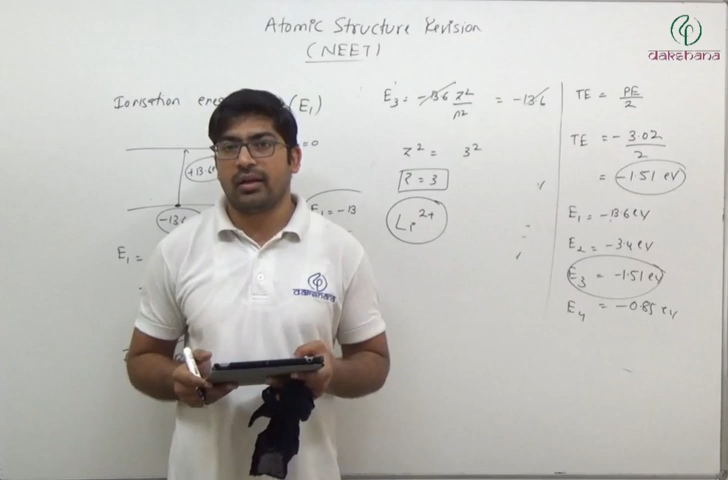 Atomic Structure Revision
(NEET)
dakshana
Ionisation ene (E₁)
= 0
+13.6
-13.6
E₁ = -13
E₁ =
E₃ = -13.6 Z²/n² = -13.6
Z² = 3²
Z = 3
Li²⁺
TE = PE/2
TE = -3.02/2
= -1.51 eV
E₁ = -13.6 eV
E₂ = -3.4 eV
E₃ = -1.51 eV
E₄ = -0.85 eV
dakshana